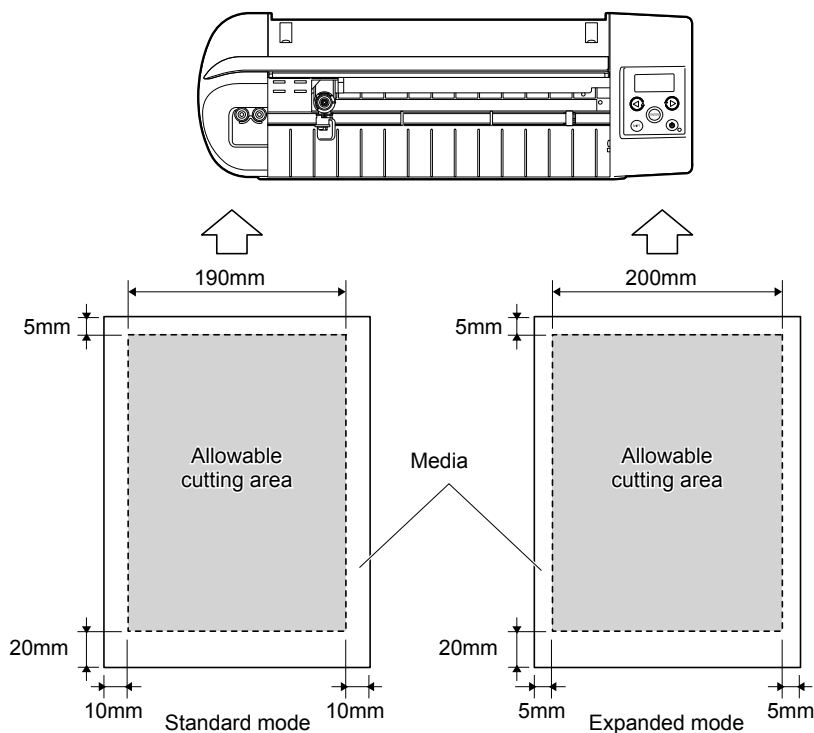 190mm
200mm
5mm
5mm
Allowable
cutting area
Media
Allowable
cutting area
20mm
20mm
10mm
10mm
5mm
5mm
Standard mode
Expanded mode